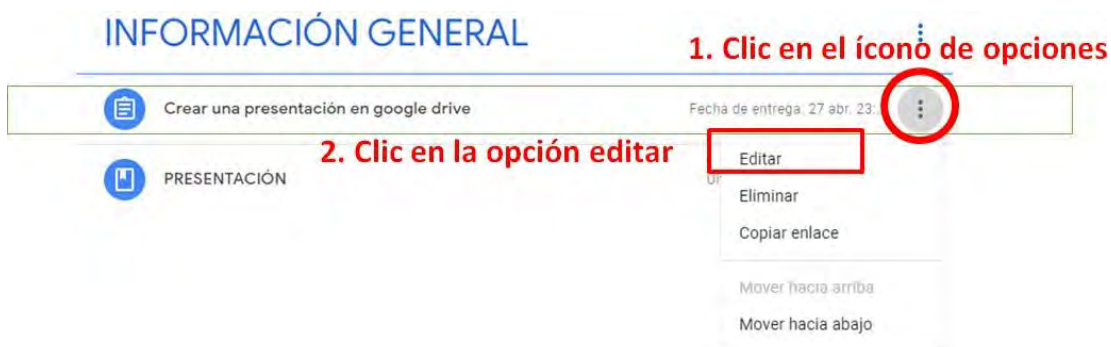 INFORMACIÓN GENERAL
1. Clic en el ícono de opciones
Crear una presentación en google drive
Fecha de entrega: 27 abr. 23:
2. Clic en la opción editar
Editar
PRESENTACIÓN
Eliminar
Copiar enlace
Mover hacia arriba
Mover hacia abajo